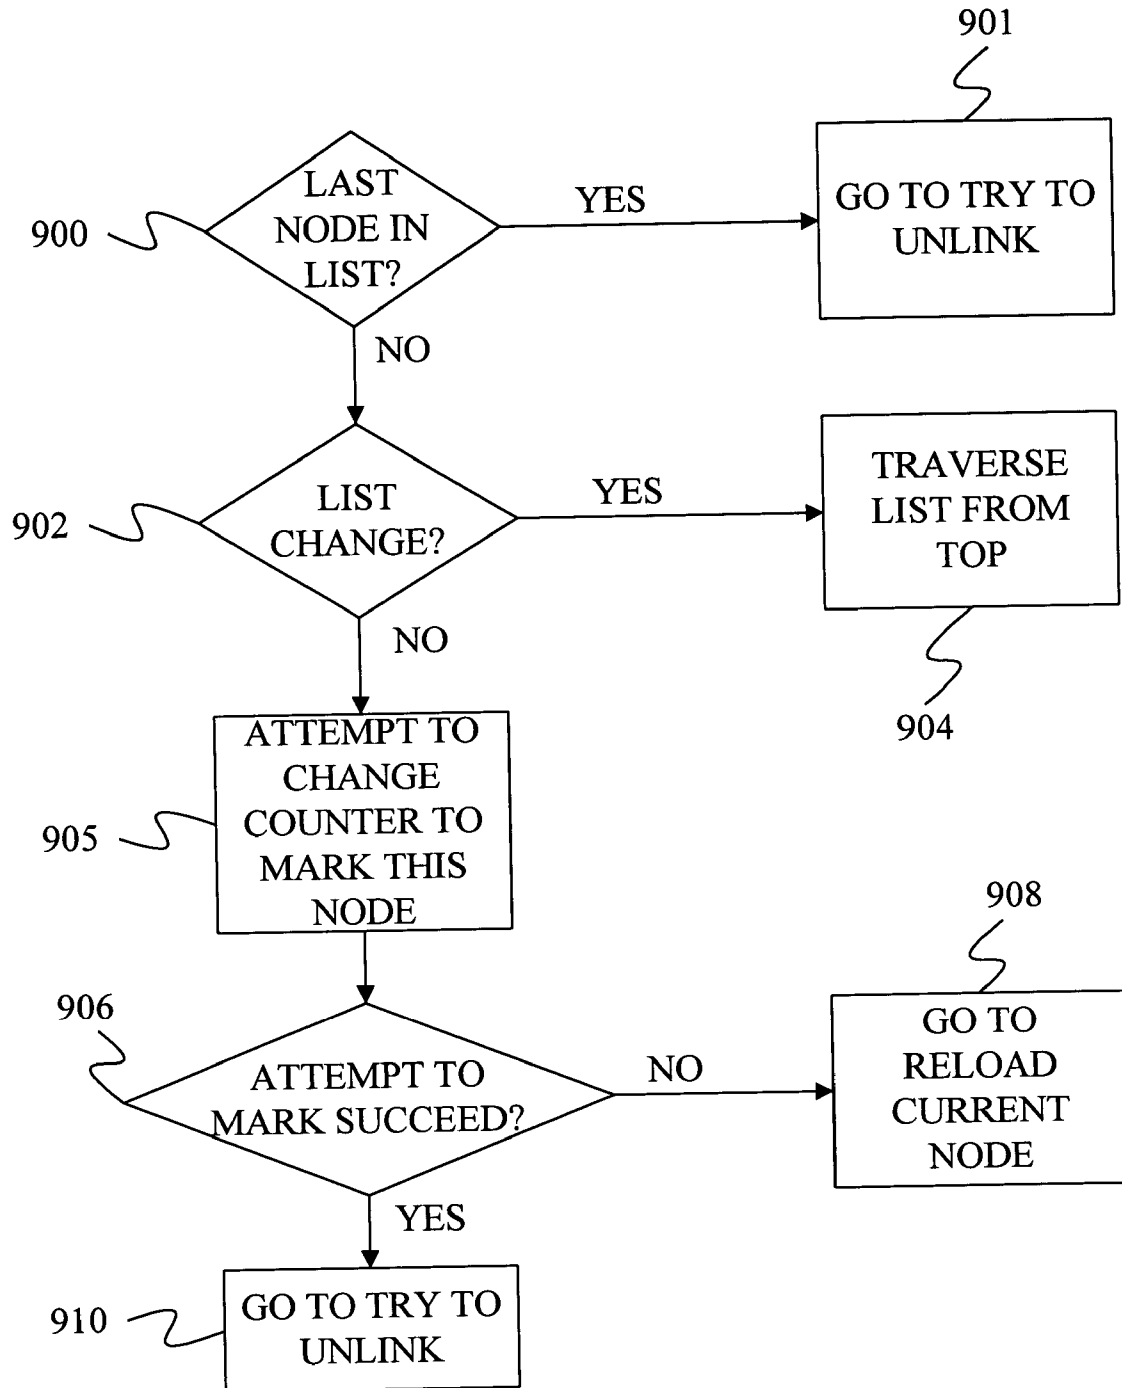 901
LAST
NODE IN
LIST?
900
YES
GO TO TRY TO
UNLINK
NO
LIST
CHANGE?
902
YES
TRAVERSE
LIST FROM
TOP
904
NO
ATTEMPT TO
CHANGE
COUNTER TO
MARK THIS
NODE
905
908
906
ATTEMPT TO
MARK SUCCEED?
NO
GO TO
RELOAD
CURRENT
NODE
YES
910
GO TO TRY TO
UNLINK